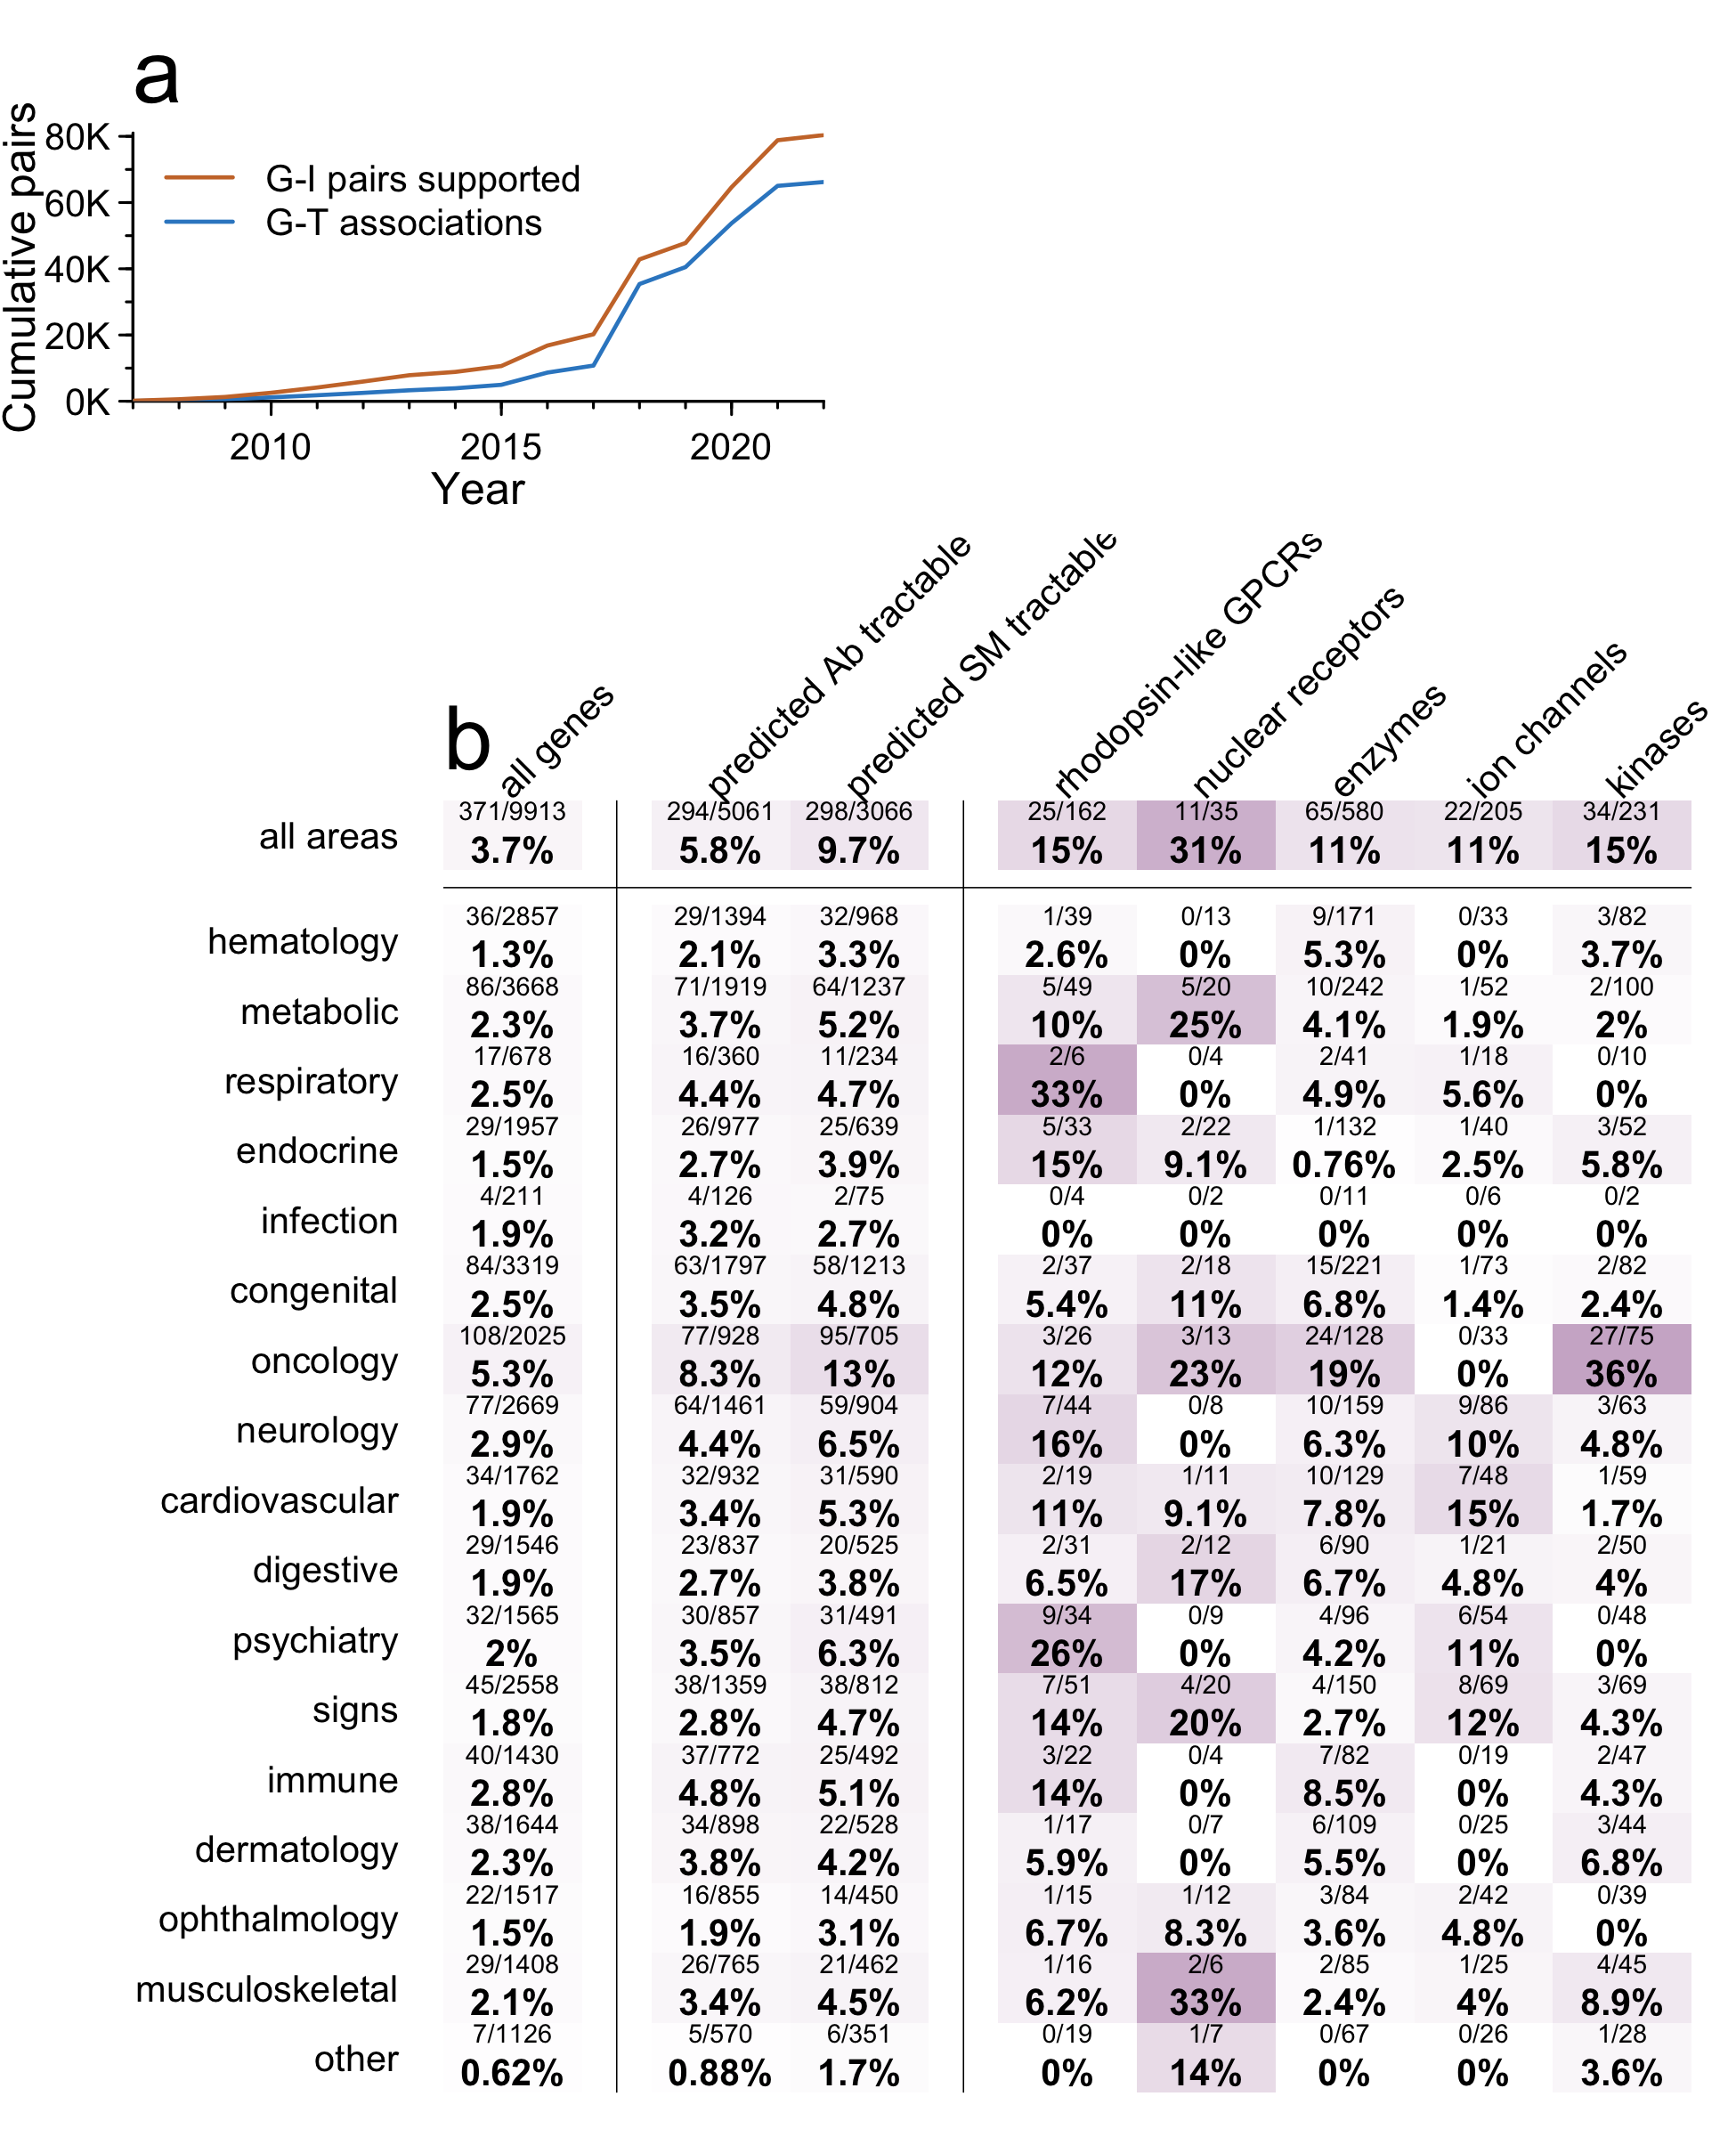 a
Cumulative pairs
80K
60K
40K
20K
0K
G-I pairs supported
G-T associations
2010 2015 2020
Year
b
all genes
predicted Ab tractable
predicted SM tractable
rhodopsin-like GPCRs
nuclear receptors
enzymes
ion channels
kinases
371/9913 294/5061 298/3066 25/162 11/35 65/580 22/205 34/231
all areas 3.7% 5.8% 9.7% 15% 31% 11% 11% 15%
36/2857 29/1394 32/968 1/39 0/13 9/171 0/33 3/82
hematology 1.3% 2.1% 3.3% 2.6% 0% 5.3% 0% 3.7%
86/3668 71/1919 64/1237 5/49 5/20 10/242 1/52 2/100
metabolic 2.3% 3.7% 5.2% 10% 25% 4.1% 1.9% 2%
17/678 16/360 11/234 2/6 0/4 2/41 1/18 0/10
respiratory 2.5% 4.4% 4.7% 33% 0% 4.9% 5.6% 0%
29/1957 26/977 25/639 5/33 2/22 1/132 1/40 3/52
endocrine 1.5% 2.7% 3.9% 15% 9.1% 0.76% 2.5% 5.8%
4/211 4/126 2/75 0/4 0/2 0/11 0/6 0/2
infection 1.9% 3.2% 2.7% 0% 0% 0% 0% 0%
84/3319 63/1797 58/1213 2/37 2/18 15/221 1/73 2/82
congenital 2.5% 3.5% 4.8% 5.4% 11% 6.8% 1.4% 2.4%
108/2025 77/928 95/705 3/26 3/13 24/128 0/33 27/75
oncology 5.3% 8.3% 13% 12% 23% 19% 0% 36%
77/2669 64/1461 59/904 7/44 0/8 10/159 9/86 3/63
neurology 2.9% 4.4% 6.5% 16% 0% 6.3% 10% 4.8%
34/1762 32/932 31/590 2/19 1/11 10/129 7/48 1/59
cardiovascular 1.9% 3.4% 5.3% 11% 9.1% 7.8% 15% 1.7%
29/1546 23/837 20/525 2/31 2/12 6/90 1/21 2/50
digestive 1.9% 2.7% 3.8% 6.5% 17% 6.7% 4.8% 4%
32/1565 30/857 31/491 9/34 0/9 4/96 6/54 0/48
psychiatry 2% 3.5% 6.3% 26% 0% 4.2% 11% 0%
45/2558 38/1359 38/812 7/51 4/20 4/150 8/69 3/69
signs 1.8% 2.8% 4.7% 14% 20% 2.7% 12% 4.3%
40/1430 37/772 25/492 3/22 0/4 7/82 0/19 2/47
immune 2.8% 4.8% 5.1% 14% 0% 8.5% 0% 4.3%
38/1644 34/898 22/528 1/17 0/7 6/109 0/25 3/44
dermatology 2.3% 3.8% 4.2% 5.9% 0% 5.5% 0% 6.8%
22/1517 16/855 14/450 1/15 1/12 3/84 2/42 0/39
ophthalmology 1.5% 1.9% 3.1% 6.7% 8.3% 3.6% 4.8% 0%
29/1408 26/765 21/462 1/16 2/6 2/85 1/25 4/45
musculoskeletal 2.1% 3.4% 4.5% 6.2% 33% 2.4% 4% 8.9%
7/1126 5/570 6/351 0/19 1/7 0/67 0/26 1/28
other 0.62% 0.88% 1.7% 0% 14% 0% 0% 3.6%